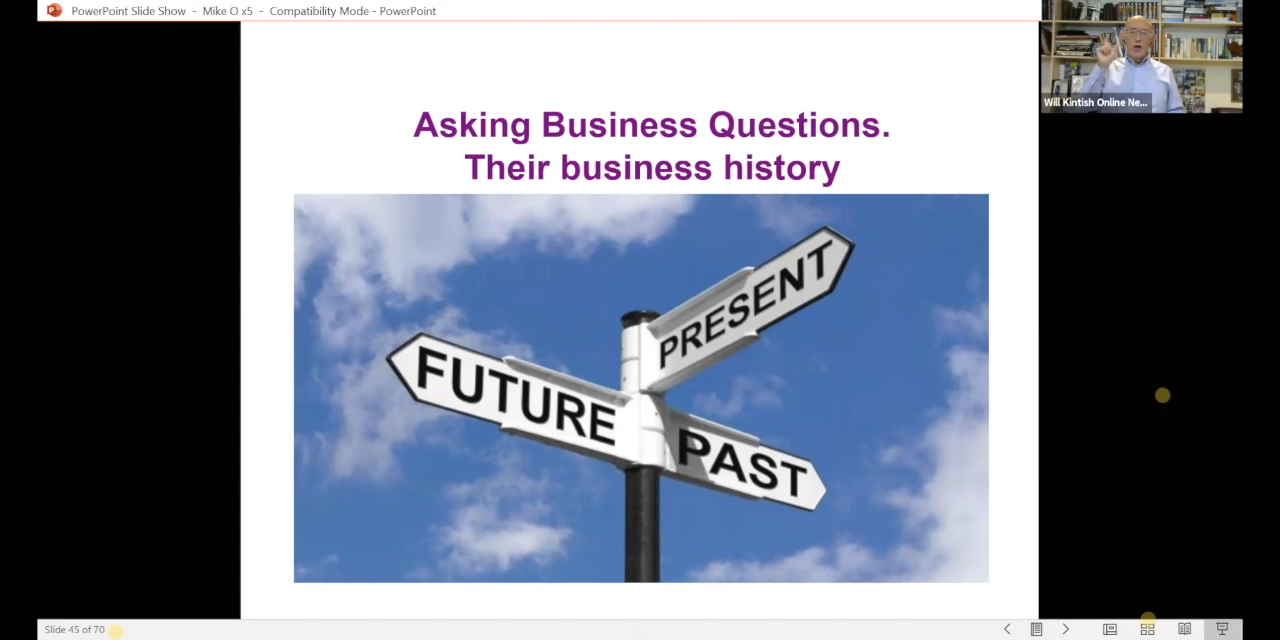 PowerPoint Slide Show - Mike O x5 - Compatibility Mode - PowerPoint
Will Kintish Online Ne...
Asking Business Questions.
Their business history
PRESENT
FUTURE
PAST
Slide 45 of 70